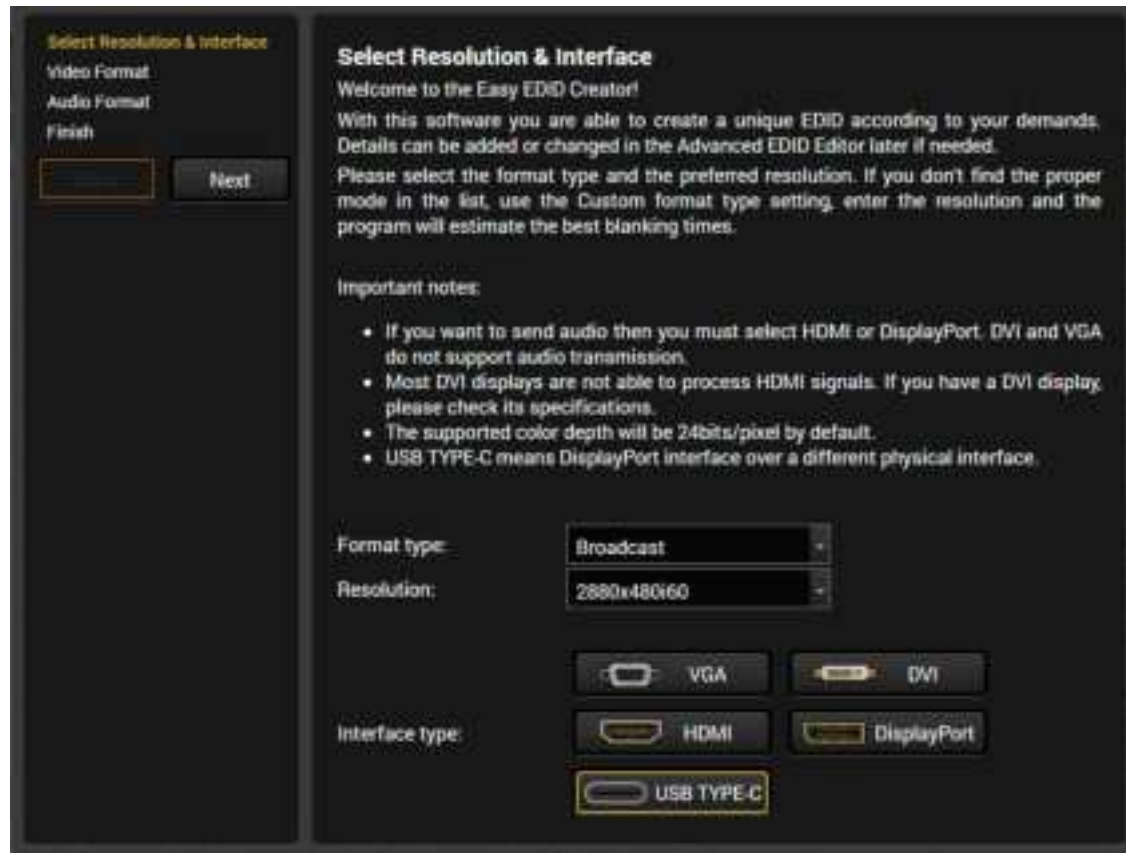 Select Resolution & Interface
Video Format
Audio Format
Finish
Next
Select Resolution & Interface
Welcome to the Easy EDID Creator!
With this software you are able to create a unique EDID according to your demands.
Details can be added or changed in the Advanced EDID Editor later if needed.
Please select the format type and the preferred resolution. If you don't find the proper
mode in the list, use the Custom format type setting, enter the resolution and the
program will estimate the best blanking times.
Important notes:
• If you want to send audio then you must select HDMI or DisplayPort. DVI and VGA
do not support audio transmission.
• Most DVI displays are not able to process HDMI signals. If you have a DVI display,
please check its specifications.
• The supported color depth will be 24bits/pixel by default.
• USB TYPE-C means DisplayPort interface over a different physical interface.
Format type: Broadcast
Resolution: 2880x480i60
VGA DVI
Interface type: HDMI DisplayPort
USB TYPE-C